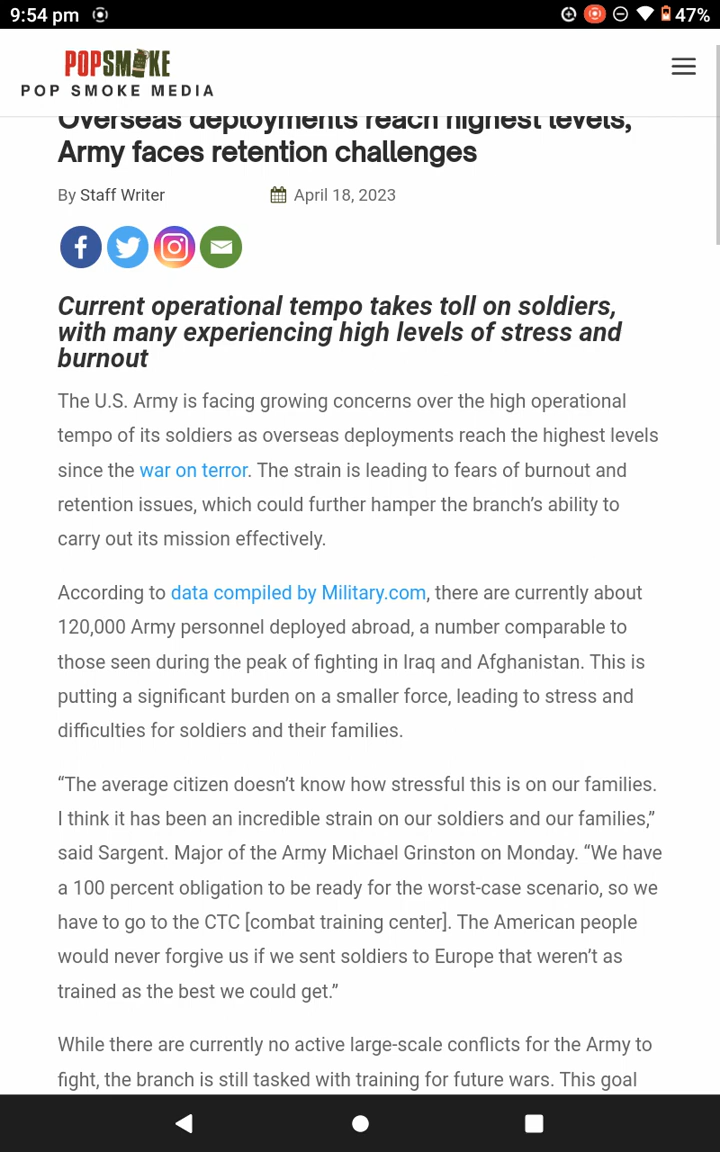 9:54 pm 47%
POPSMOKE
POP SMOKE MEDIA
Overseas deployments reach highest levels,
Army faces retention challenges
By Staff Writer April 18, 2023
Current operational tempo takes toll on soldiers,
with many experiencing high levels of stress and
burnout
The U.S. Army is facing growing concerns over the high operational
tempo of its soldiers as overseas deployments reach the highest levels
since the war on terror. The strain is leading to fears of burnout and
retention issues, which could further hamper the branch’s ability to
carry out its mission effectively.
According to data compiled by Military.com, there are currently about
120,000 Army personnel deployed abroad, a number comparable to
those seen during the peak of fighting in Iraq and Afghanistan. This is
putting a significant burden on a smaller force, leading to stress and
difficulties for soldiers and their families.
“The average citizen doesn’t know how stressful this is on our families.
I think it has been an incredible strain on our soldiers and our families,”
said Sargent. Major of the Army Michael Grinston on Monday. “We have
a 100 percent obligation to be ready for the worst-case scenario, so we
have to go to the CTC [combat training center]. The American people
would never forgive us if we sent soldiers to Europe that weren’t as
trained as the best we could get.”
While there are currently no active large-scale conflicts for the Army to
fight, the branch is still tasked with training for future wars. This goal